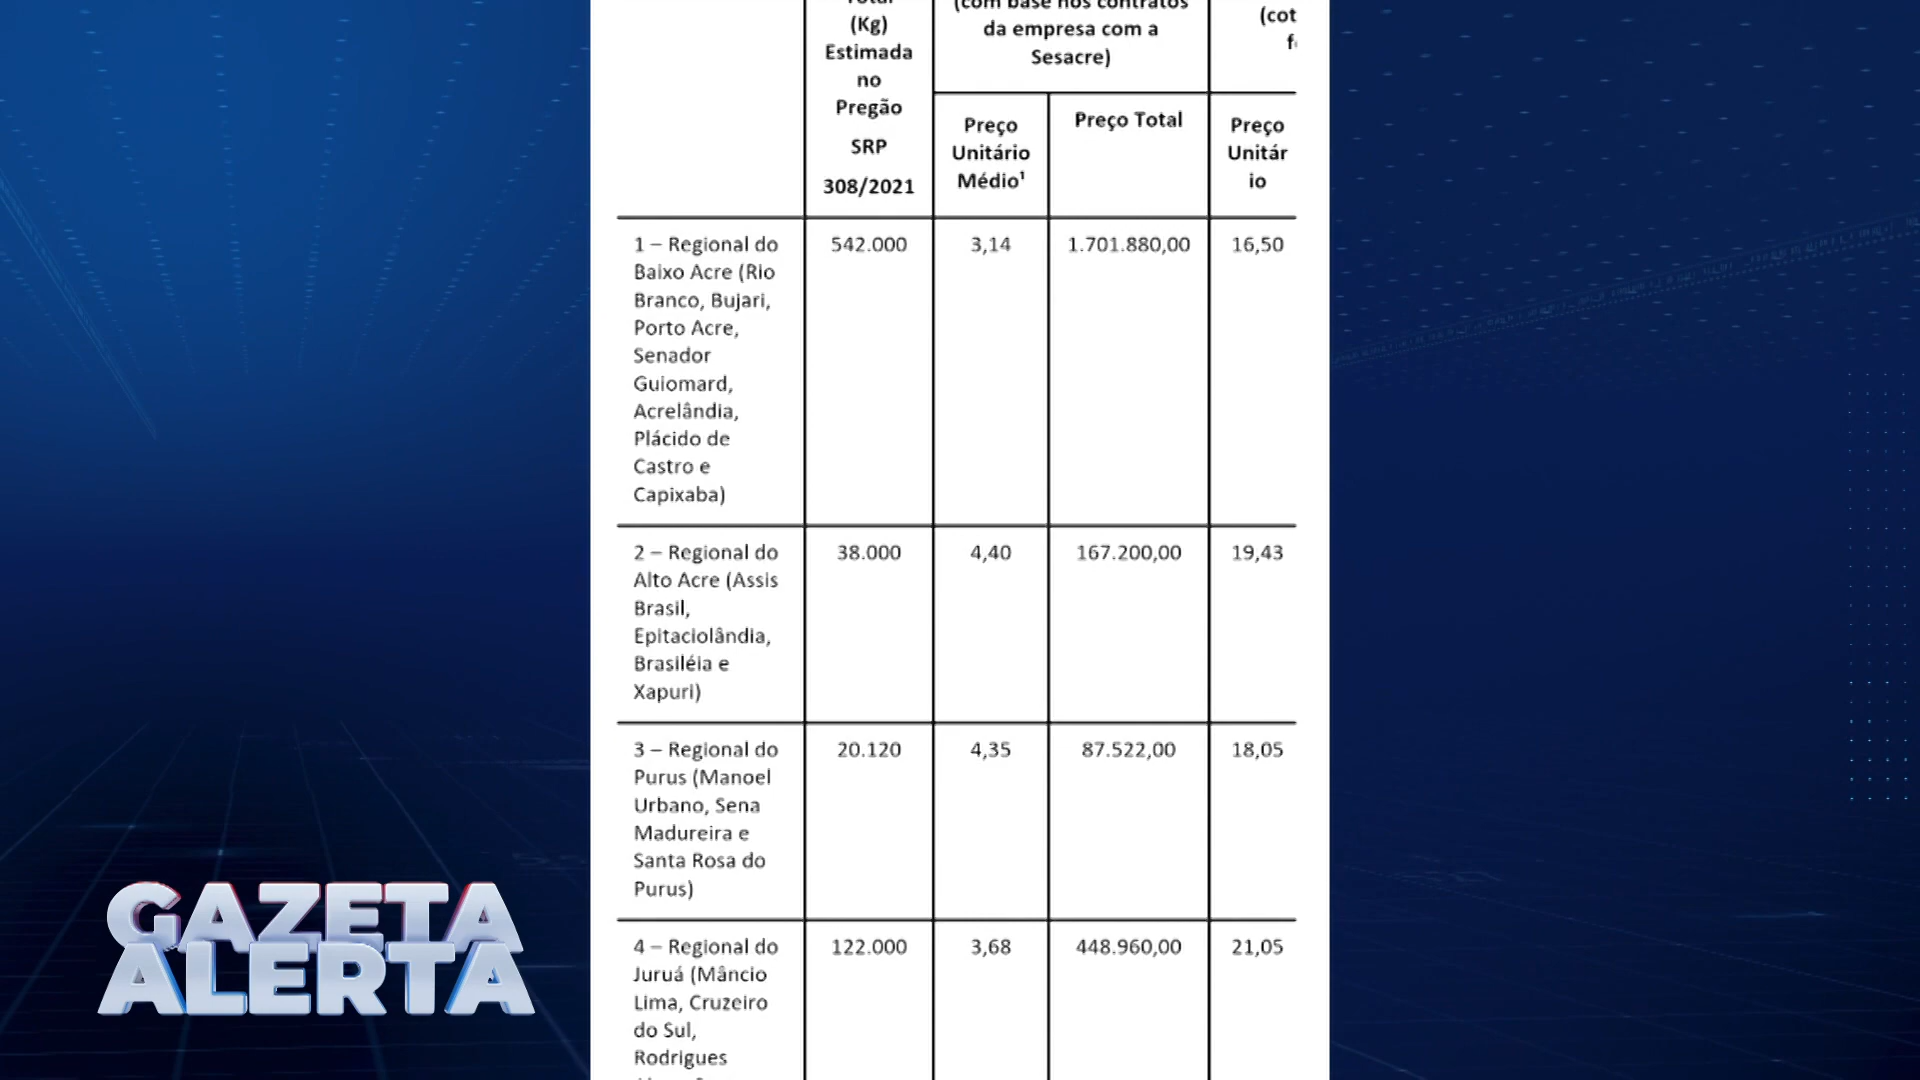 (Kg)
Estimada
no
Pregão
SRP
308/2021
(com base nos contratos
da empresa com a
Sesacre)
(cot
Preço
Unitário
Médio¹
Preço Total
Preço
Unitár
io
1 – Regional do
Baixo Acre (Rio
Branco, Bujari,
Porto Acre,
Senador
Guiomard,
Acrelândia,
Plácido de
Castro e
Capixaba)
542.000
3,14
1.701.880,00
16,50
2 – Regional do
Alto Acre (Assis
Brasil,
Epitaciolândia,
Brasiléia e
Xapuri)
38.000
4,40
167.200,00
19,43
3 – Regional do
Purus (Manoel
Urbano, Sena
Madureira e
Santa Rosa do
Purus)
20.120
4,35
87.522,00
18,05
4 – Regional do
Juruá (Mâncio
Lima, Cruzeiro
do Sul,
Rodrigues
122.000
3,68
448.960,00
21,05
GAZETA
ALERTA